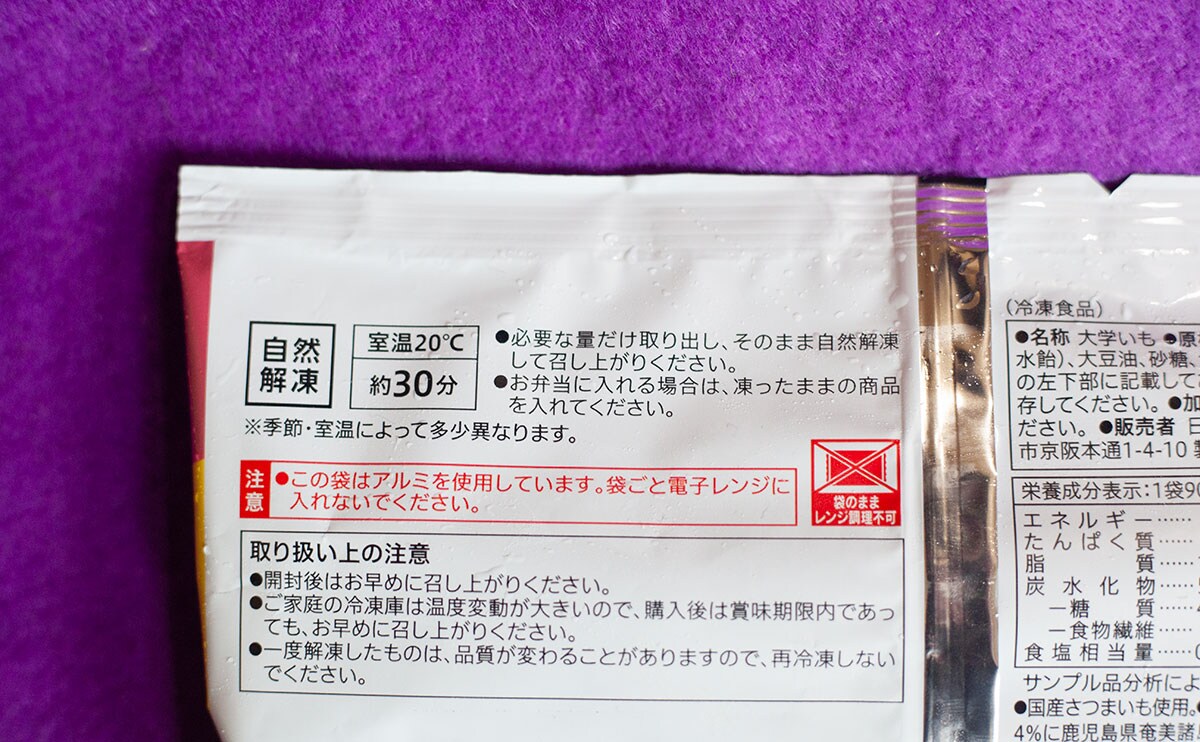 自然
解凍
室温20℃
約30分
●必要な量だけ取り出し、そのまま自然解凍
して召し上がりください。
●お弁当に入れる場合は、凍ったままの商品
を入れてください。
※季節・室温によって多少異なります。
注意
●この袋はアルミを使用しています。袋ごと電子レンジに
入れないでください。
袋のまま
レンジ調理不可
取り扱い上の注意
●開封後はお早めに召し上がりください。
●ご家庭の冷凍庫は温度変動が大きいので、購入後は賞味期限内であっ
ても、お早めに召し上がりください。
●一度解凍したものは、品質が変わることがありますので、再冷凍しない
でください。
(冷凍食品)
●名称 大学いも ●原
水飴)、大豆油、砂糖、
の左下部に記載して
存してください。●加
ださい。●販売者
市京阪本通1-4-10
栄養成分表示:1袋90
エネルギー……
たんぱく質……
脂質……
炭水化物……
―糖質……
―食物繊維……
食塩相当量……0
サンプル品分析によ
●国産さつまいも使用。
4%に鹿児島県奄美諸